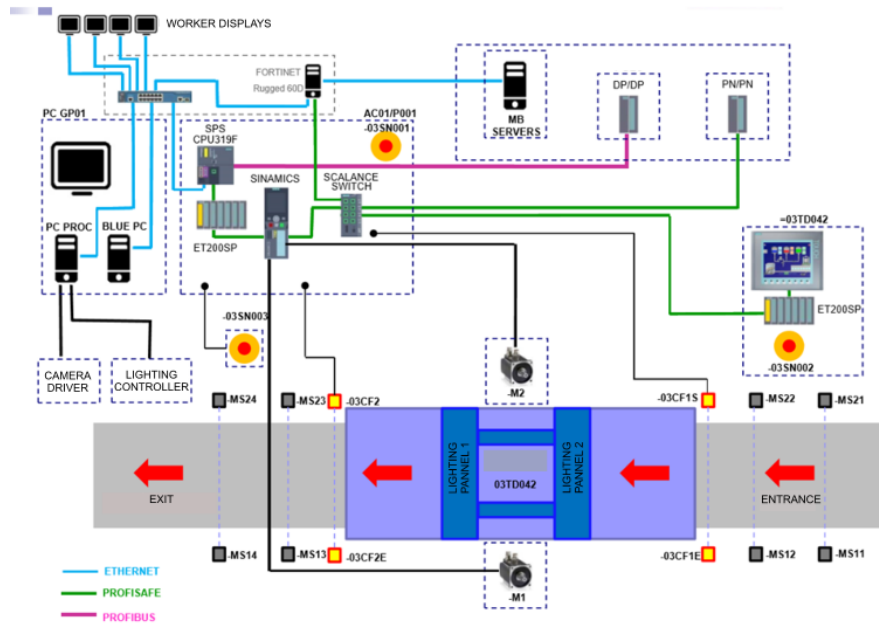 WORKER DISPLAYS
FORTINET
Rugged 60D
PC GP01
SPS
CPU319F
AC01/P001
-03SN001
MB
SERVERS
DP/DP
PN/PN
SINAMICS
SCALANCE
SWITCH
PC PROC
BLUE PC
ET200SP
=03TD042
ET200SP
-03SN002
-03SN003
CAMERA
DRIVER
LIGHTING
CONTROLLER
-M2
-MS24
-MS23
-03CF2
-03CF1S
-MS22
-MS21
LIGHTING
PANNEL 1
03TD042
LIGHTING
PANNEL 2
EXIT
ENTRANCE
-MS14
-MS13
-03CF2E
-03CF1E
-MS12
-MS11
-M1
ETHERNET
PROFISAFE
PROFIBUS